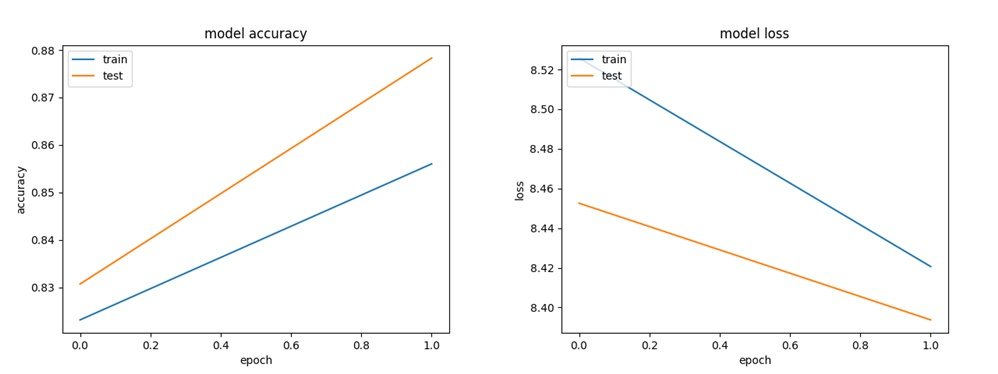 model accuracy
train
test
0.88
0.87
0.86
0.85
0.84
0.83
accuracy
0.0 0.2 0.4 0.6 0.8 1.0
epoch
model loss
train
test
8.52
8.50
8.48
8.46
8.44
8.42
8.40
loss
0.0 0.2 0.4 0.6 0.8 1.0
epoch